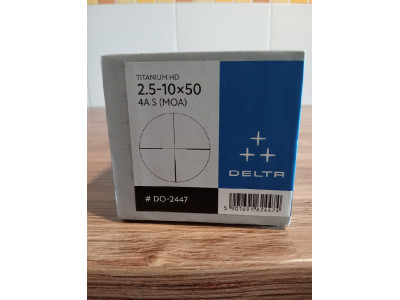 TITANIUM HD
2.5-10×50
4A S (MOA)
DELTA
# DO-2447